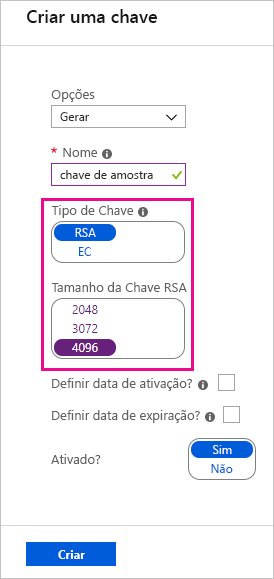 Criar uma chave
Opções
Gerar
* Nome
chave de amostra
Tipo de Chave
RSA
EC
Tamanho da Chave RSA
2048
3072
4096
Definir data de ativação?
Definir data de expiração?
Ativado?
Sim
Não
Criar